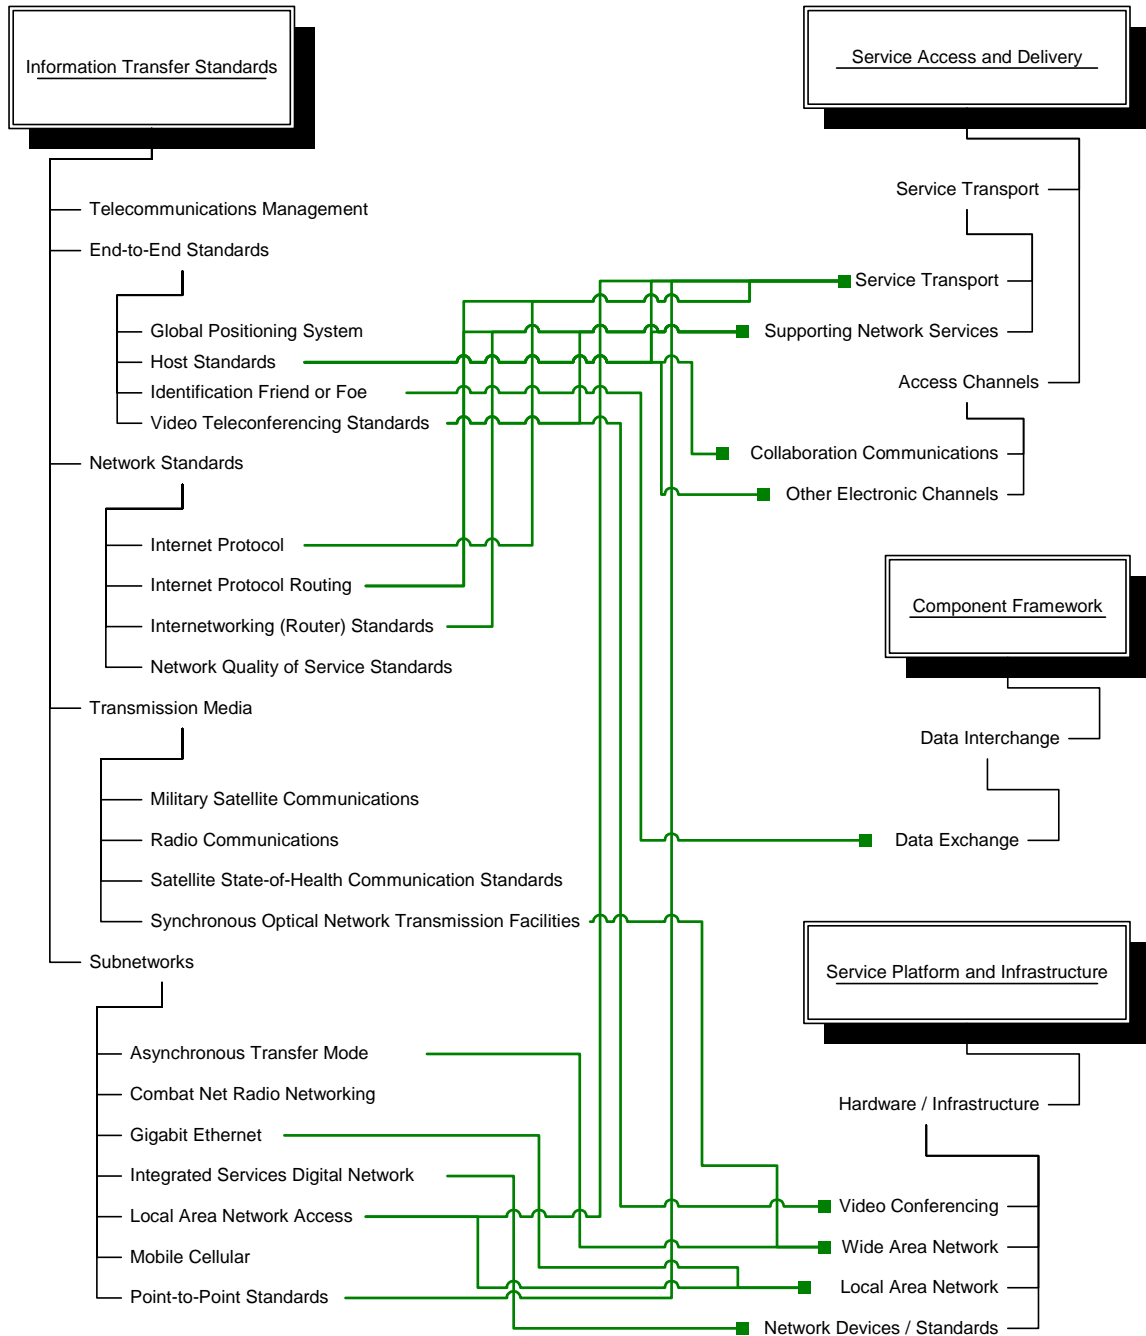 Information Transfer Standards
Telecommunications Management
End-to-End Standards
Global Positioning System
Host Standards
Identification Friend or Foe
Video Teleconferencing Standards
Network Standards
Internet Protocol
Internet Protocol Routing
Internetworking (Router) Standards
Network Quality of Service Standards
Transmission Media
Military Satellite Communications
Radio Communications
Satellite State-of-Health Communication Standards
Synchronous Optical Network Transmission Facilities
Subnetworks
Asynchronous Transfer Mode
Combat Net Radio Networking
Gigabit Ethernet
Integrated Services Digital Network
Local Area Network Access
Mobile Cellular
Point-to-Point Standards
Service Access and Delivery
Service Transport
Service Transport
Supporting Network Services
Access Channels
Collaboration Communications
Other Electronic Channels
Component Framework
Data Interchange
Data Exchange
Service Platform and Infrastructure
Hardware / Infrastructure
Video Conferencing
Wide Area Network
Local Area Network
Network Devices / Standards